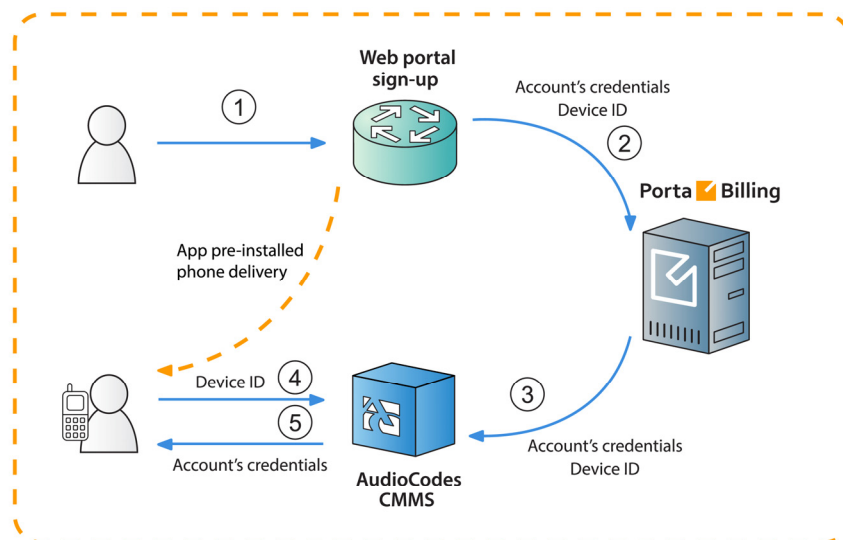 Web portal
sign-up
1
Account's credentials
Device ID
2
Porta Billing
App pre-installed
phone delivery
Device ID
4
5
Account's credentials
AudioCodes
CMMS
3
Account's credentials
Device ID